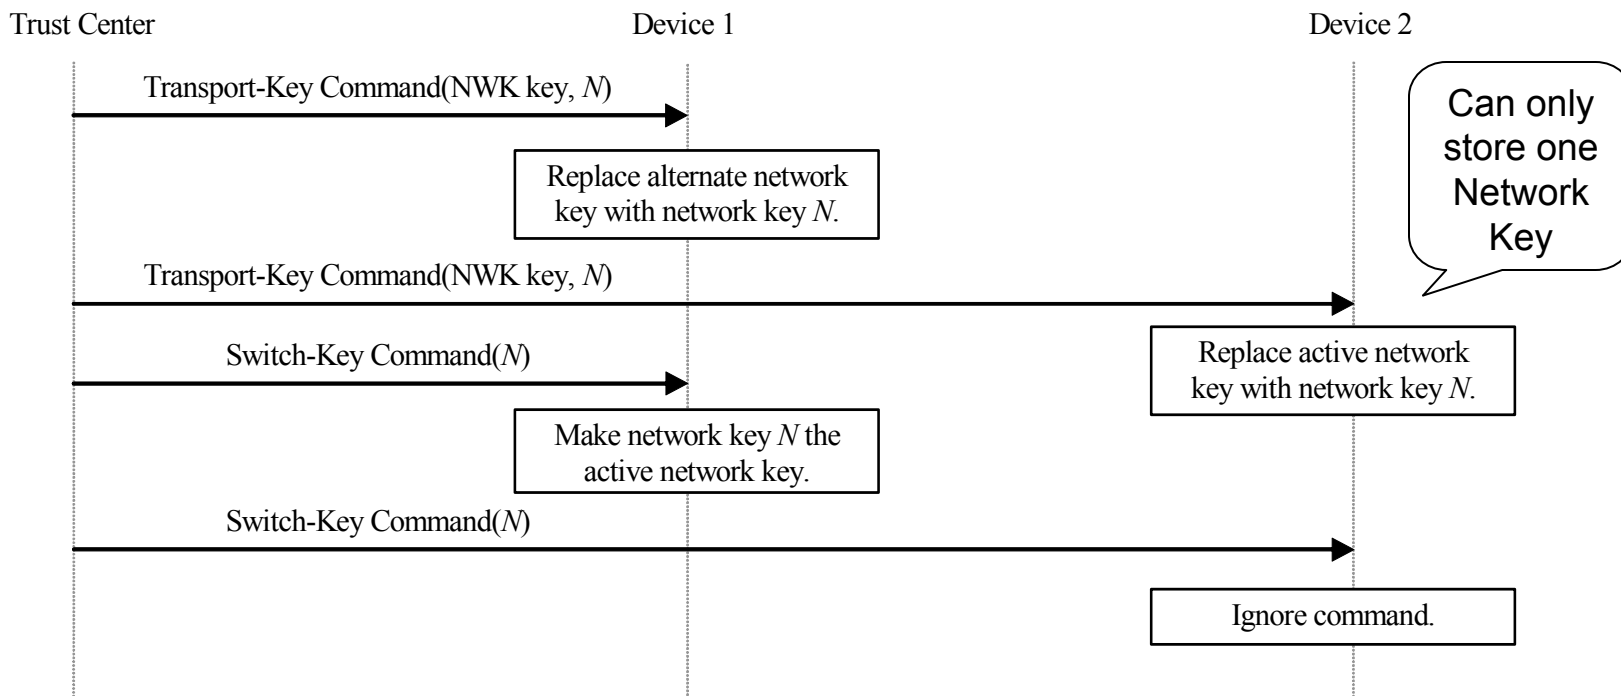 Trust Center
Device 1
Device 2
Transport-Key Command(NWK key, N)
Can only
store one
Network
Key
Replace alternate network
key with network key N.
Transport-Key Command(NWK key, N)
Switch-Key Command(N)
Replace active network
key with network key N.
Make network key N the
active network key.
Switch-Key Command(N)
Ignore command.